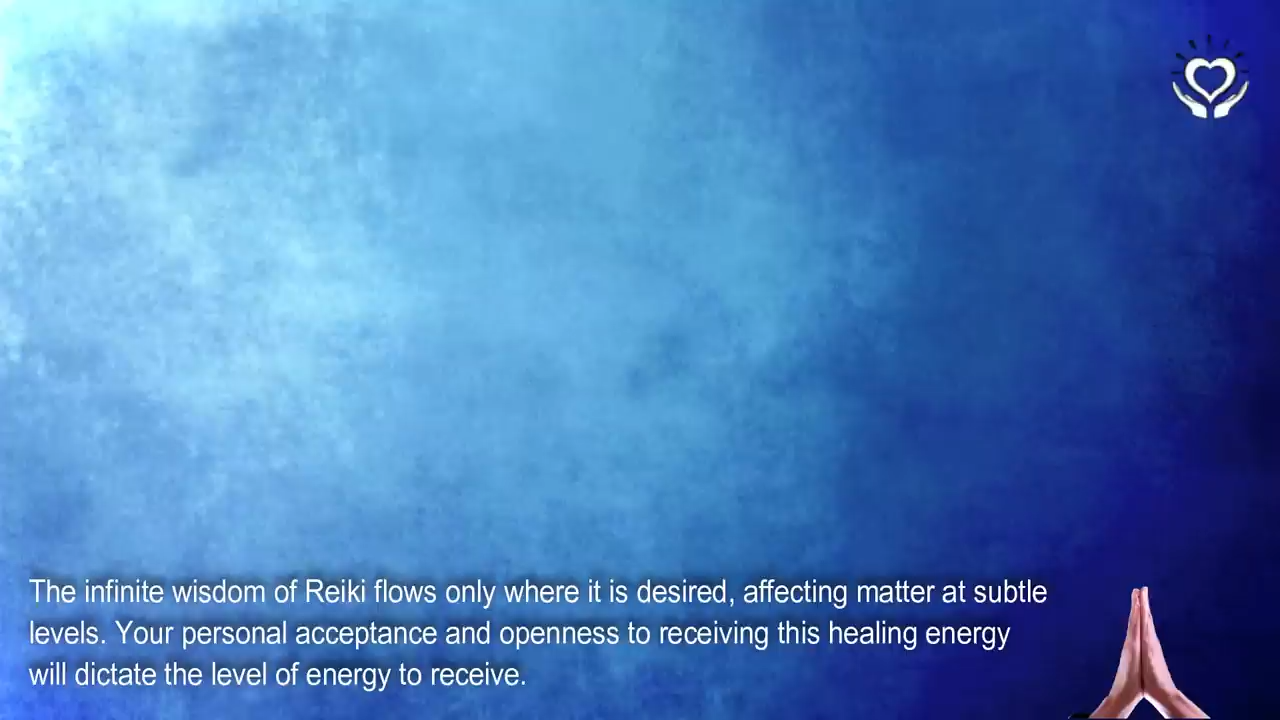 The infinite wisdom of Reiki flows only where it is desired, affecting matter at subtle
levels. Your personal acceptance and openness to receiving this healing energy
will dictate the level of energy to receive.